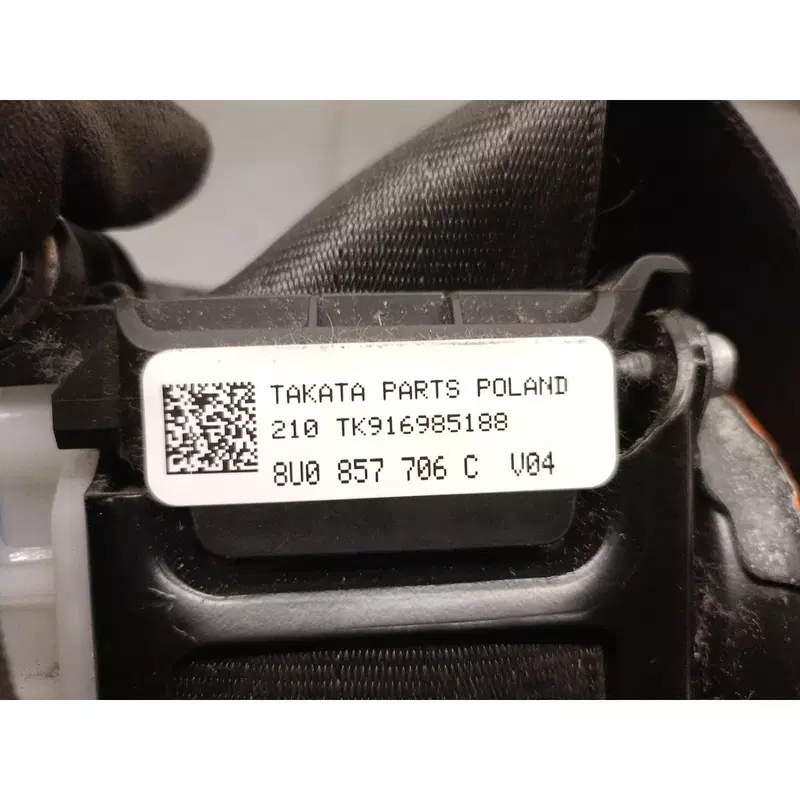 TAKATA PARTS POLAND
210 TK916985188
8U0 857 706 C V04